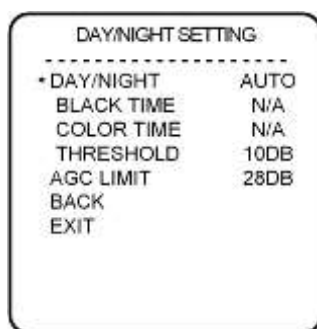 DAY/NIGHT SETTING
* DAY/NIGHT AUTO
BLACK TIME N/A
COLOR TIME N/A
THRESHOLD 10DB
AGC LIMIT 28DB
BACK
EXIT